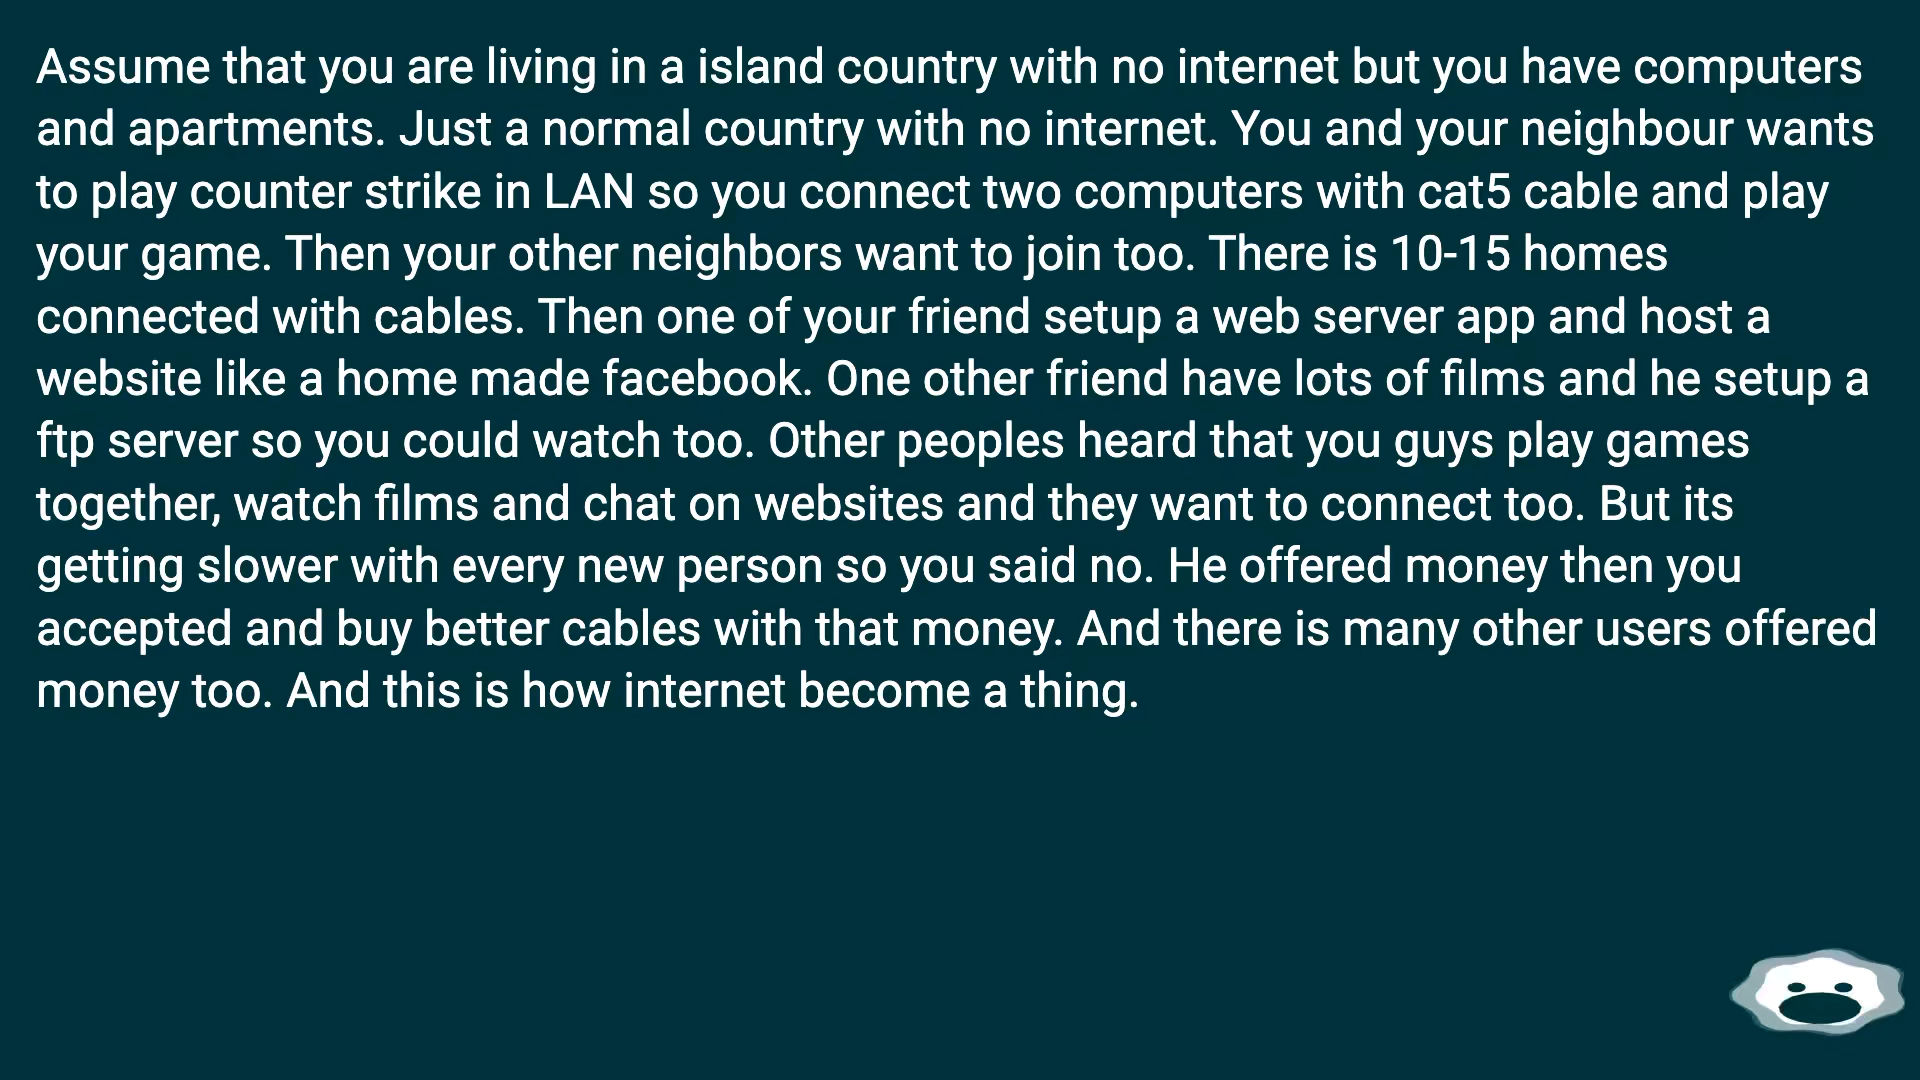 Assume that you are living in a island country with no internet but you have computers
and apartments. Just a normal country with no internet. You and your neighbour wants
to play counter strike in LAN so you connect two computers with cat5 cable and play
your game. Then your other neighbors want to join too. There is 10-15 homes
connected with cables. Then one of your friend setup a web server app and host a
website like a home made facebook. One other friend have lots of films and he setup a
ftp server so you could watch too. Other peoples heard that you guys play games
together, watch films and chat on websites and they want to connect too. But its
getting slower with every new person so you said no. He offered money then you
accepted and buy better cables with that money. And there is many other users offered
money too. And this is how internet become a thing.